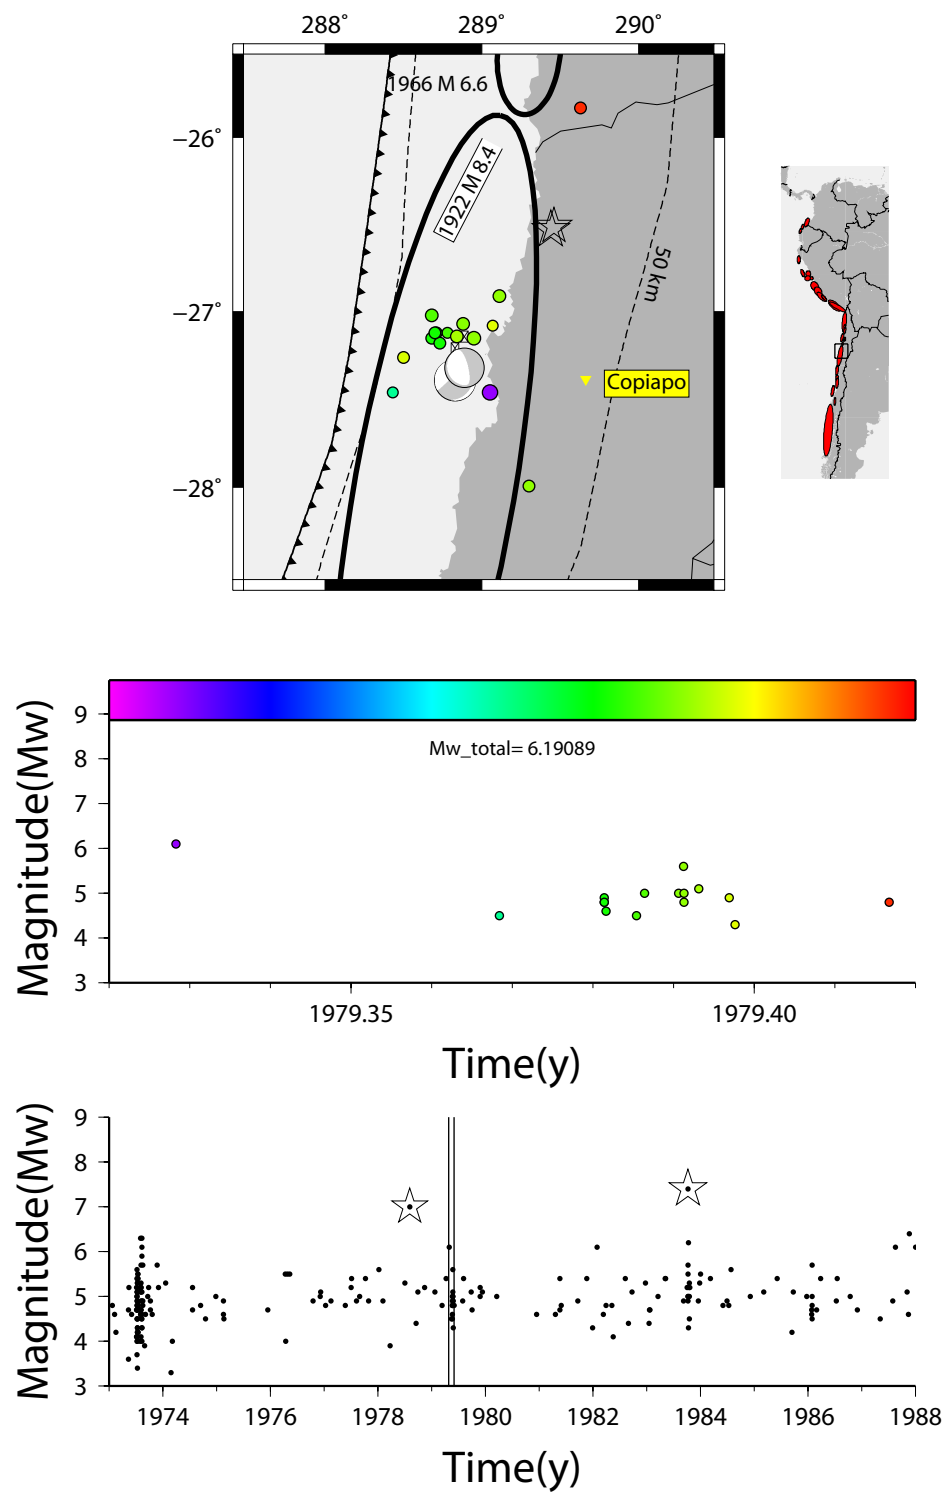 288˚ 289˚ 290˚
1966 M 6.6
−26˚
1922 M 8.4
50 km
−27˚
Copiapo
−28˚
Magnitude(Mw)
9
8
7
6
5
4
3
Mw_total= 6.19089
1979.35 1979.40
Time(y)
Magnitude(Mw)
9
8
7
6
5
4
3
1974 1976 1978 1980 1982 1984 1986 1988
Time(y)